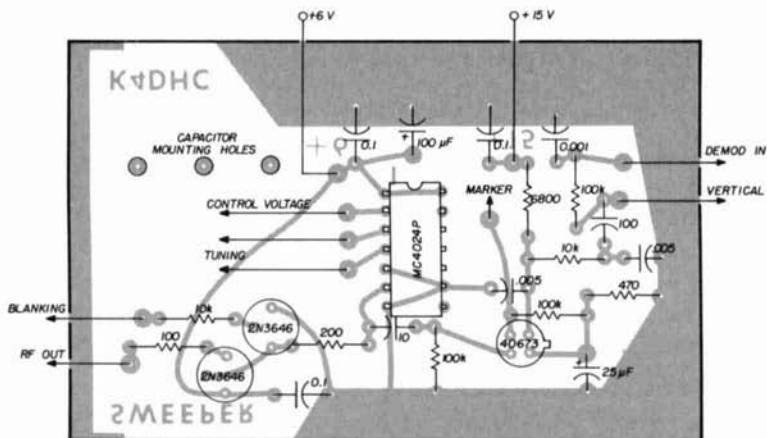 +6 V
+ 15 V
K4DHC
CAPACITOR
MOUNTING HOLES
+6
0.1
+
100 µF
0.1
15
0.001
DEMOD IN
MARKER
6800
100k
VERTICAL
CONTROL VOLTAGE
100
MC4024P
TUNING
10k
.005
.005
470
BLANKING
10k
100k
2N3646
200
10
RF OUT
100
40673
100k
2N3646
0.1
+
25 µF
SWEEPER